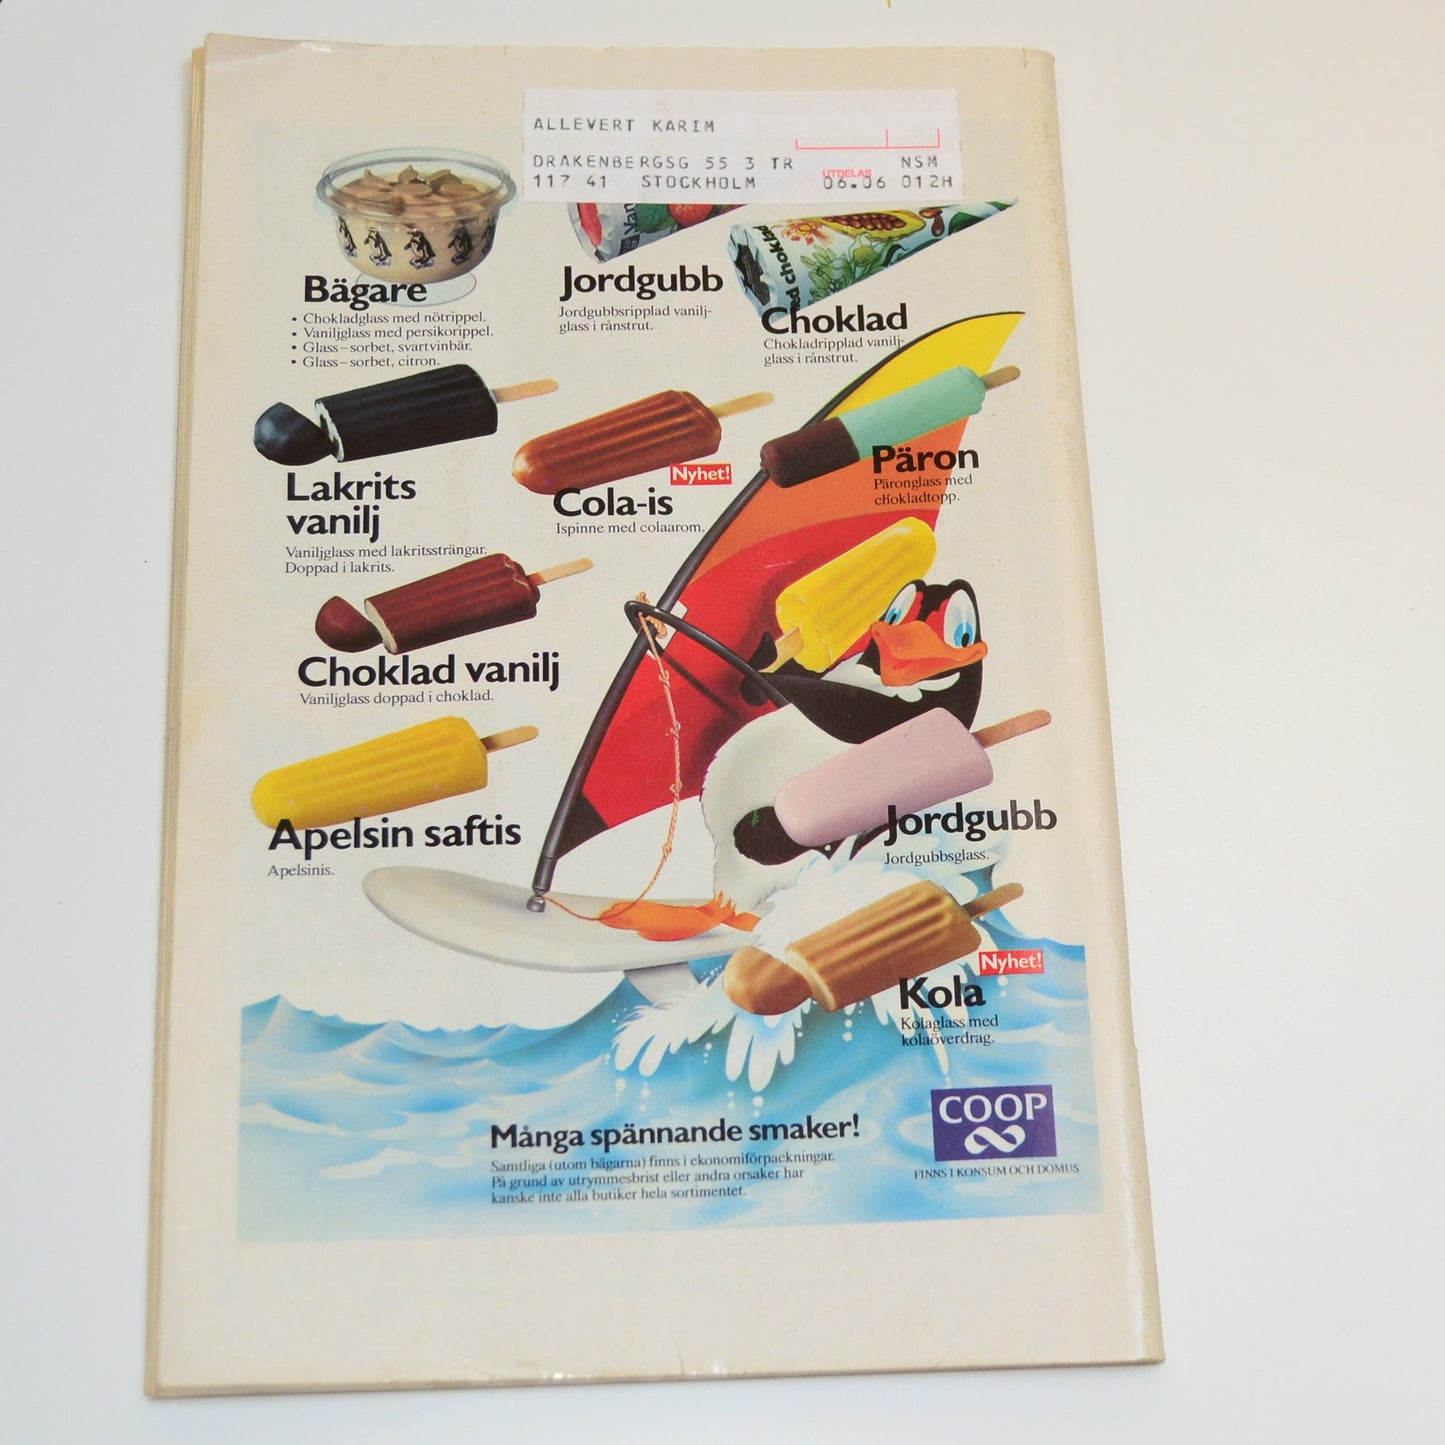 ALLEVERT KARIM
DRAKENBERGSG 55 3 TR NSM
UTDELAS
117 41 STOCKHOLM 06.06 012H
Van
ed choklad
Bägare
• Chokladglass med nötrippel.
• Vaniljglass med persikorippel.
• Glass–sorbet, svartvinbär.
• Glass–sorbet, citron.
Jordgubb
Jordgubbsripplad vanilj-
glass i rånstrut.
Choklad
Chokladripplad vanilj-
glass i rånstrut.
Lakrits
vanilj
Vaniljglass med lakritssträngar.
Doppad i lakrits.
Nyhet!
Cola-is
Ispinne med colaarom.
Päron
Päronglass med
chokladtopp.
Choklad vanilj
Vaniljglass doppad i choklad.
Apelsin saftis
Apelsinis.
Jordgubb
Jordgubbsglass.
Nyhet!
Kola
Kolaglass med
kolaöverdrag.
Många spännande smaker!
Samtliga (utom bägarna) finns i ekonomiförpackningar.
På grund av utrymmesbrist eller andra orsaker har
kanske inte alla butiker hela sortimentet.
COOP
FINNS I KONSUM OCH DOMUS